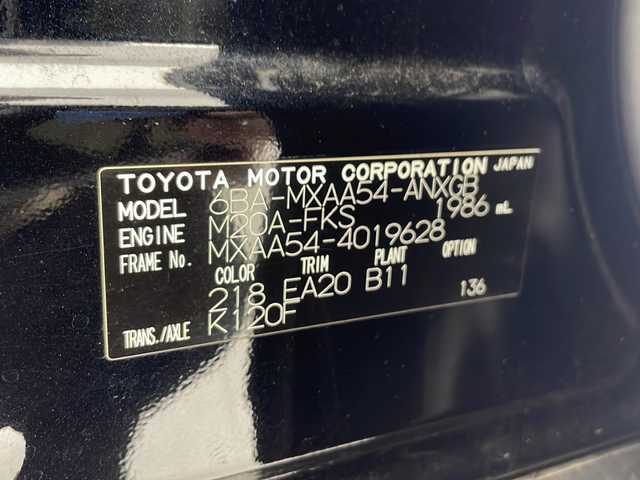 TOYOTA MOTOR CORPORATION JAPAN
MODEL 6BA-MXAA54-ANXGB
ENGINE M20A-FKS 1986 mL
FRAME No. MXAA54-4019628
COLOR TRIM PLANT OPTION
218 EA20 B11 136
TRANS./AXLE K120F